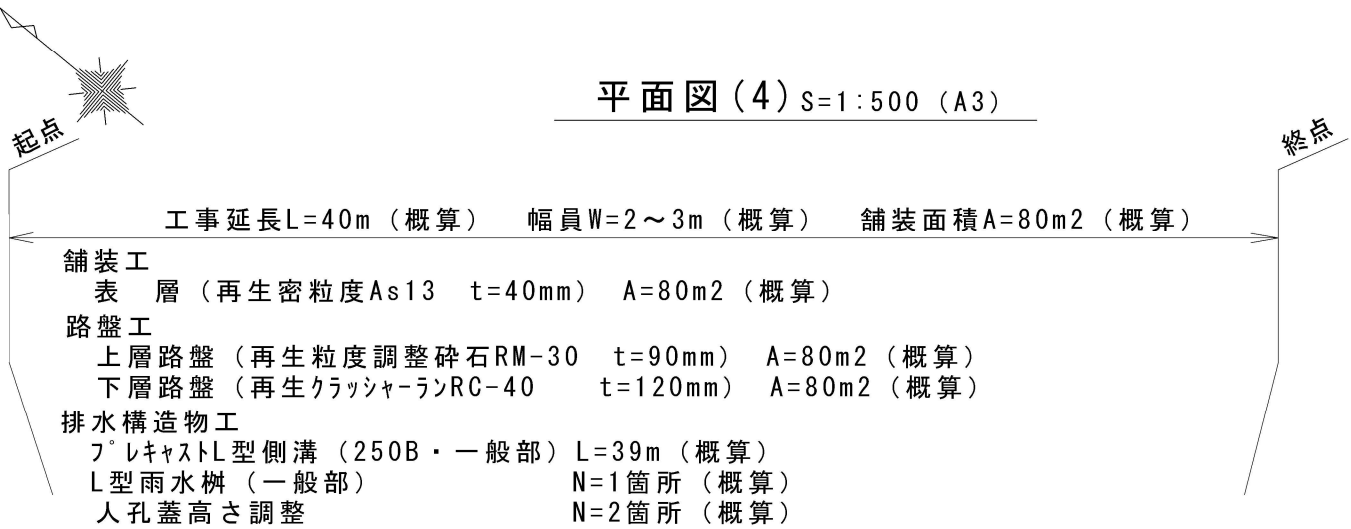 平面図(4) S=1:500 (A3)
起点
終点
工事延長L=40m（概算）　幅員W=2～3m（概算）　舗装面積A=80m2（概算）
舗装工
表　層（再生密粒度As13　t=40mm）　A=80m2（概算）
路盤工
上層路盤（再生粒度調整砕石RM-30　t=90mm）　A=80m2（概算）
下層路盤（再生ｸﾗｯｼｬｰﾗﾝRC-40　t=120mm）　A=80m2（概算）
排水構造物工
ﾌﾟﾚｷｬｽﾄL型側溝（250B・一般部）L=39m（概算）
L型雨水桝（一般部）　N=1箇所（概算）
人孔蓋高さ調整　N=2箇所（概算）